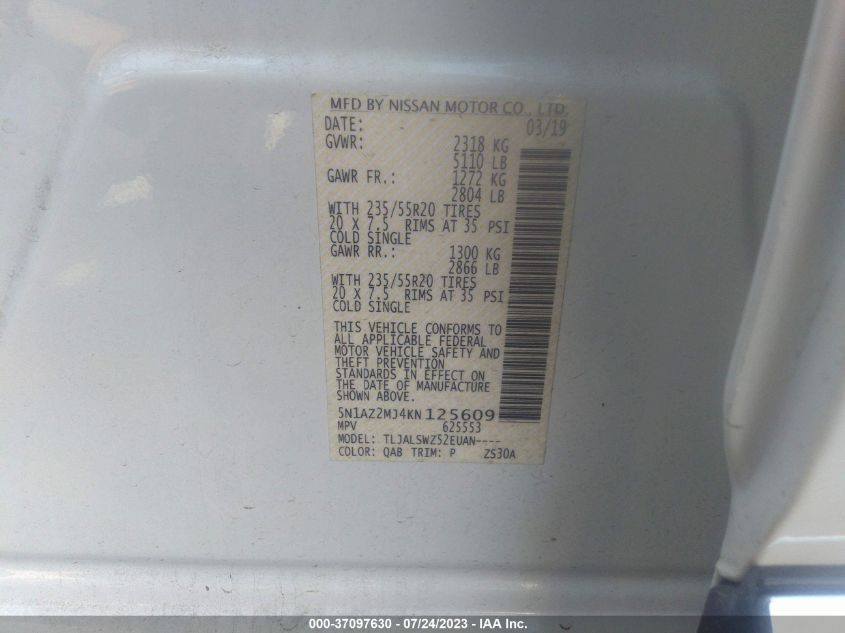 MFD BY NISSAN MOTOR CO., LTD.
DATE: 03/19
GVWR: 2318 KG
5110 LB
GAWR FR.: 1272 KG
2804 LB
WITH 235/55R20 TIRES
20 X 7.5 RIMS AT 35 PSI
COLD SINGLE
GAWR RR.: 1300 KG
2866 LB
WITH 235/55R20 TIRES
20 X 7.5 RIMS AT 35 PSI
COLD SINGLE
THIS VEHICLE CONFORMS TO
ALL APPLICABLE FEDERAL
MOTOR VEHICLE SAFETY AND
THEFT PREVENTION
STANDARDS IN EFFECT ON
THE DATE OF MANUFACTURE
SHOWN ABOVE.
5N1AZ2MJ4KN125609
MPV 625553
MODEL: TLJALSWZ52EUAN----
COLOR: QAB TRIM: P ZS30A
000-37097630 - 07/24/2023 - IAA Inc.